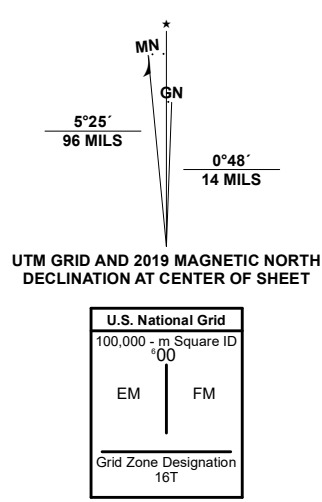 ★
MN
GN
5°25´
96 MILS
0°48´
14 MILS
UTM GRID AND 2019 MAGNETIC NORTH
DECLINATION AT CENTER OF SHEET
U.S. National Grid
100,000 - m Square ID
⁶00
EM FM
Grid Zone Designation
16T